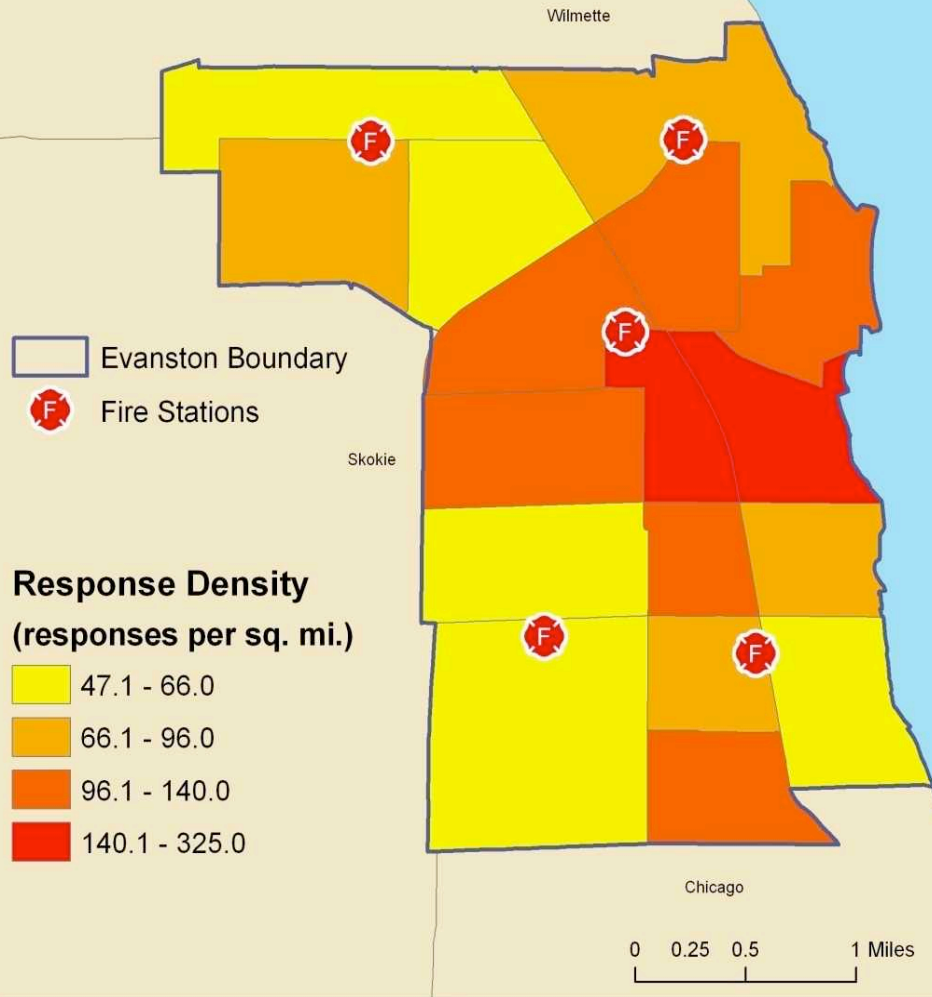 Wilmette
F
F
F
Evanston Boundary
F Fire Stations
Skokie
Response Density
(responses per sq. mi.)
F
F
47.1 - 66.0
66.1 - 96.0
96.1 - 140.0
140.1 - 325.0
Chicago
0 0.25 0.5 1 Miles